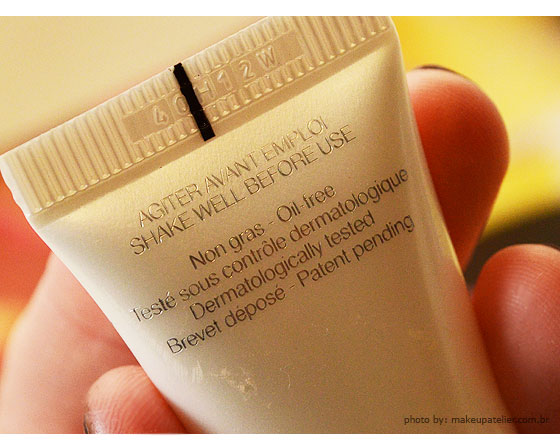 40H12W
AGITER AVANT EMPLOI
SHAKE WELL BEFORE USE
Non gras - Oil-free
Testé sous contrôle dermatologique
Dermatologically tested
Brevet déposé - Patent pending
photo by: makeupatelier.com.br